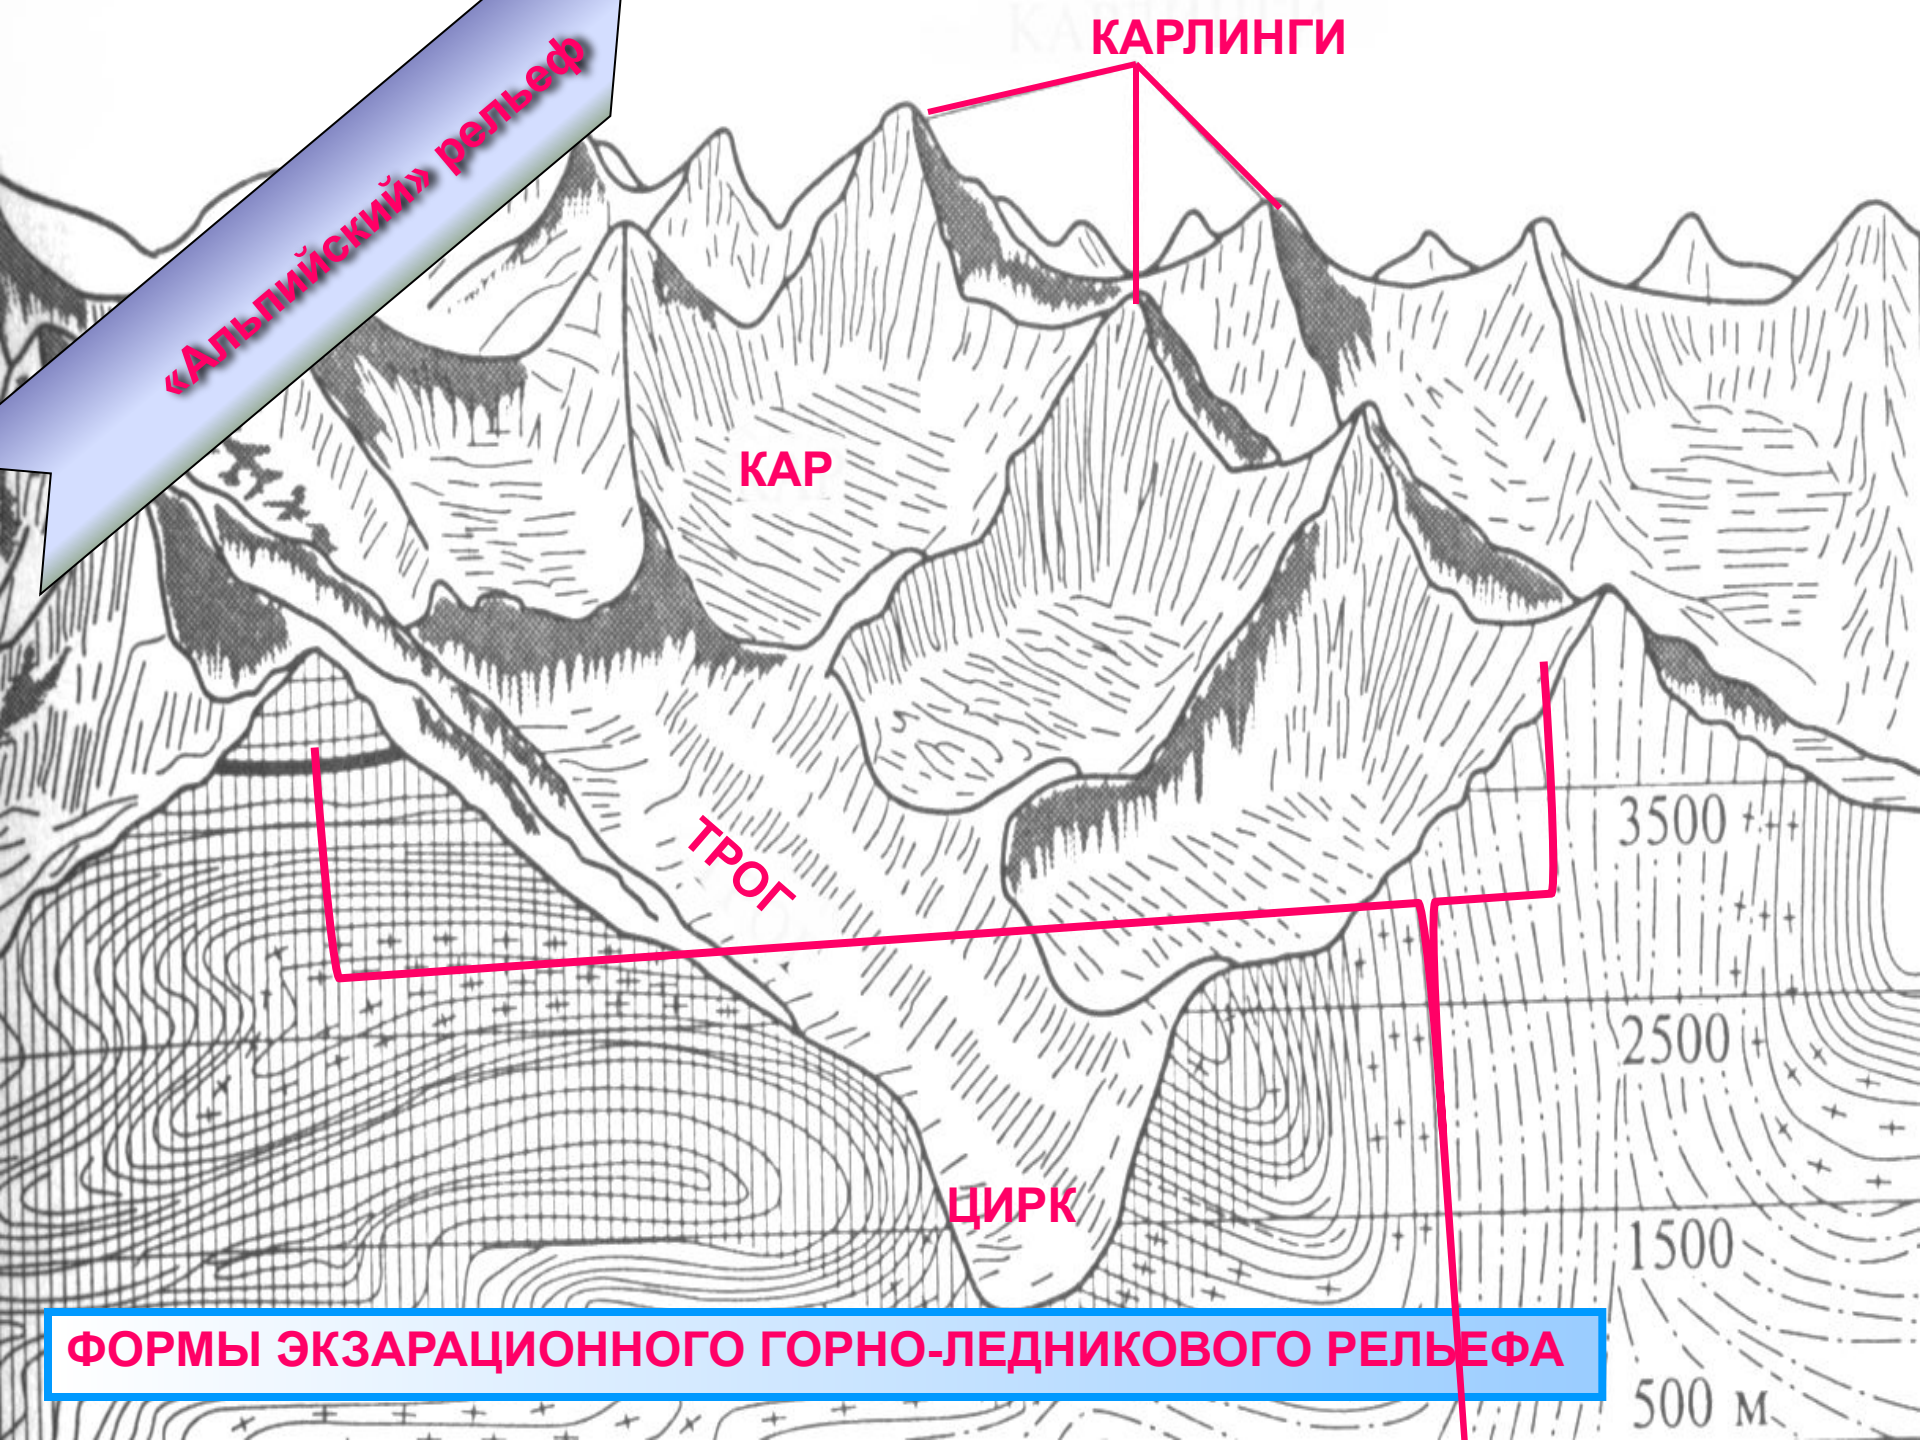 КАРЛИНГИ
«Альпийский» рельеф
КАР
ТРОГ
3500
2500
ЦИРК
1500
ФОРМЫ ЭКЗАРАЦИОННОГО ГОРНО-ЛЕДНИКОВОГО РЕЛЬЕФА
500 м